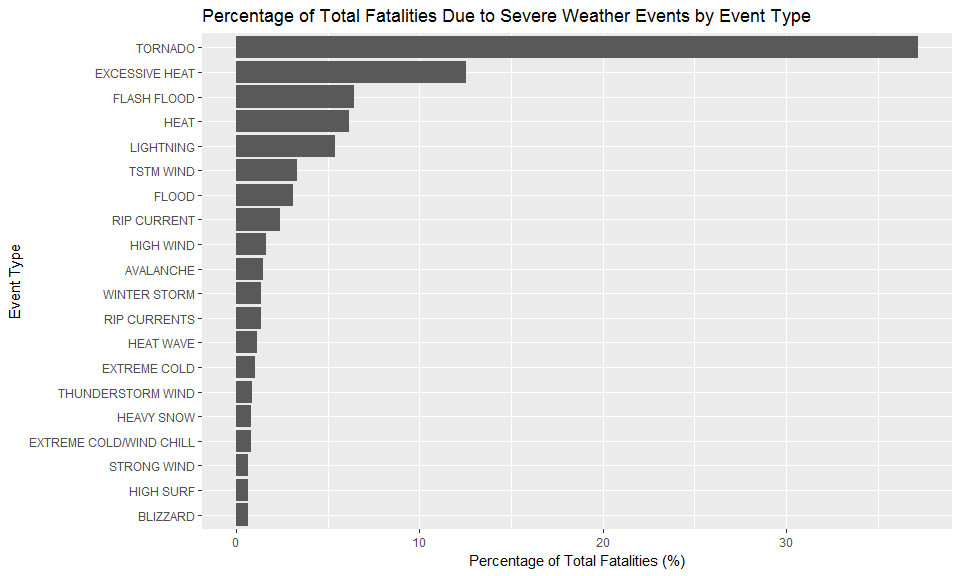 Percentage of Total Fatalities Due to Severe Weather Events by Event Type
TORNADO
EXCESSIVE HEAT
FLASH FLOOD
HEAT
LIGHTNING
TSTM WIND
FLOOD
RIP CURRENT
HIGH WIND
AVALANCHE
WINTER STORM
RIP CURRENTS
HEAT WAVE
EXTREME COLD
THUNDERSTORM WIND
HEAVY SNOW
EXTREME COLD/WIND CHILL
STRONG WIND
HIGH SURF
BLIZZARD
Event Type
0 10 20 30
Percentage of Total Fatalities (%)